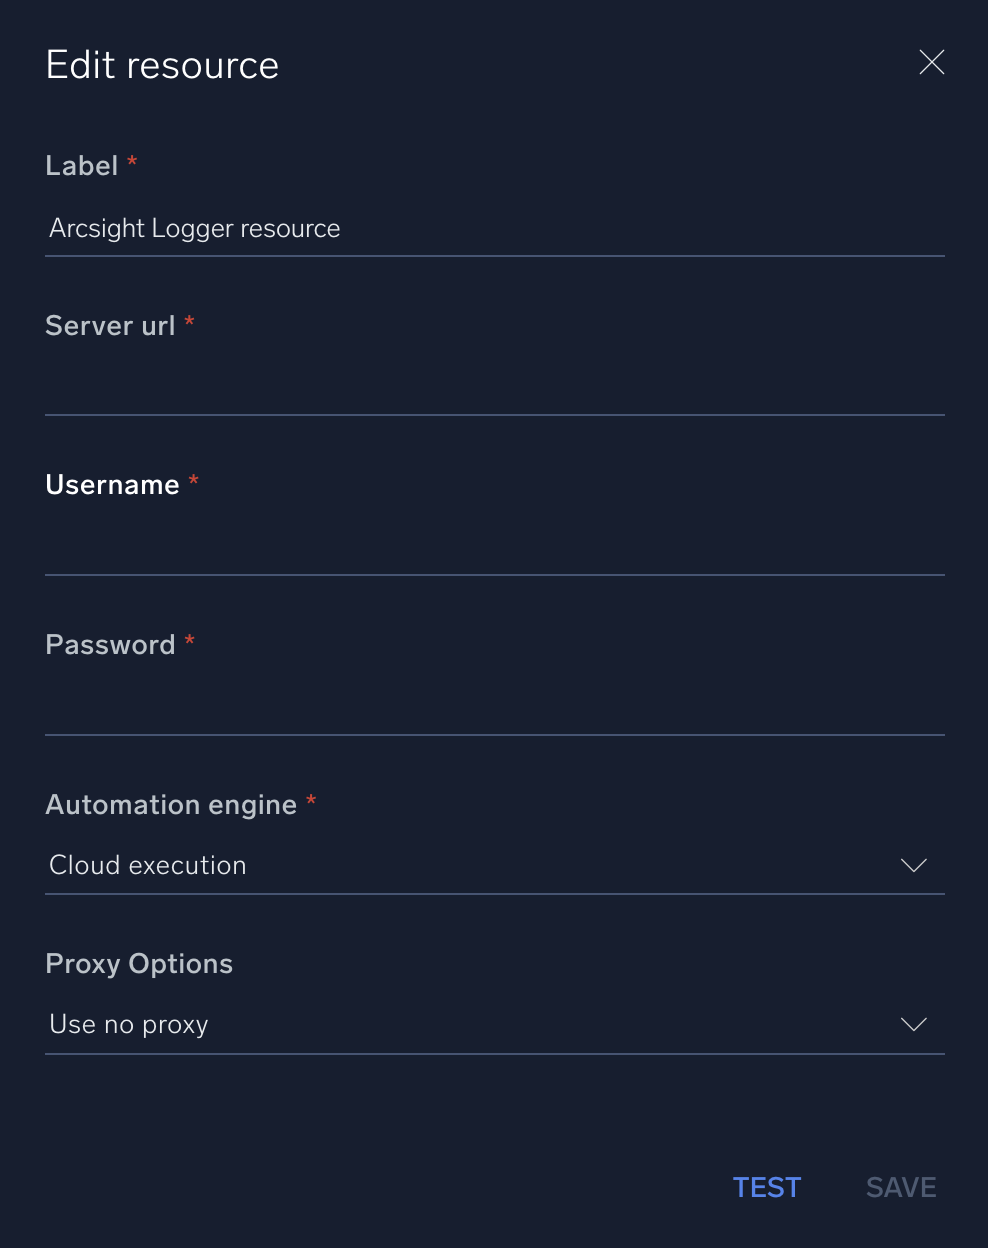 Edit resource
Label *
Arcsight Logger resource
Server url *
Username *
Password *
Automation engine *
Cloud execution
Proxy Options
Use no proxy
TEST SAVE